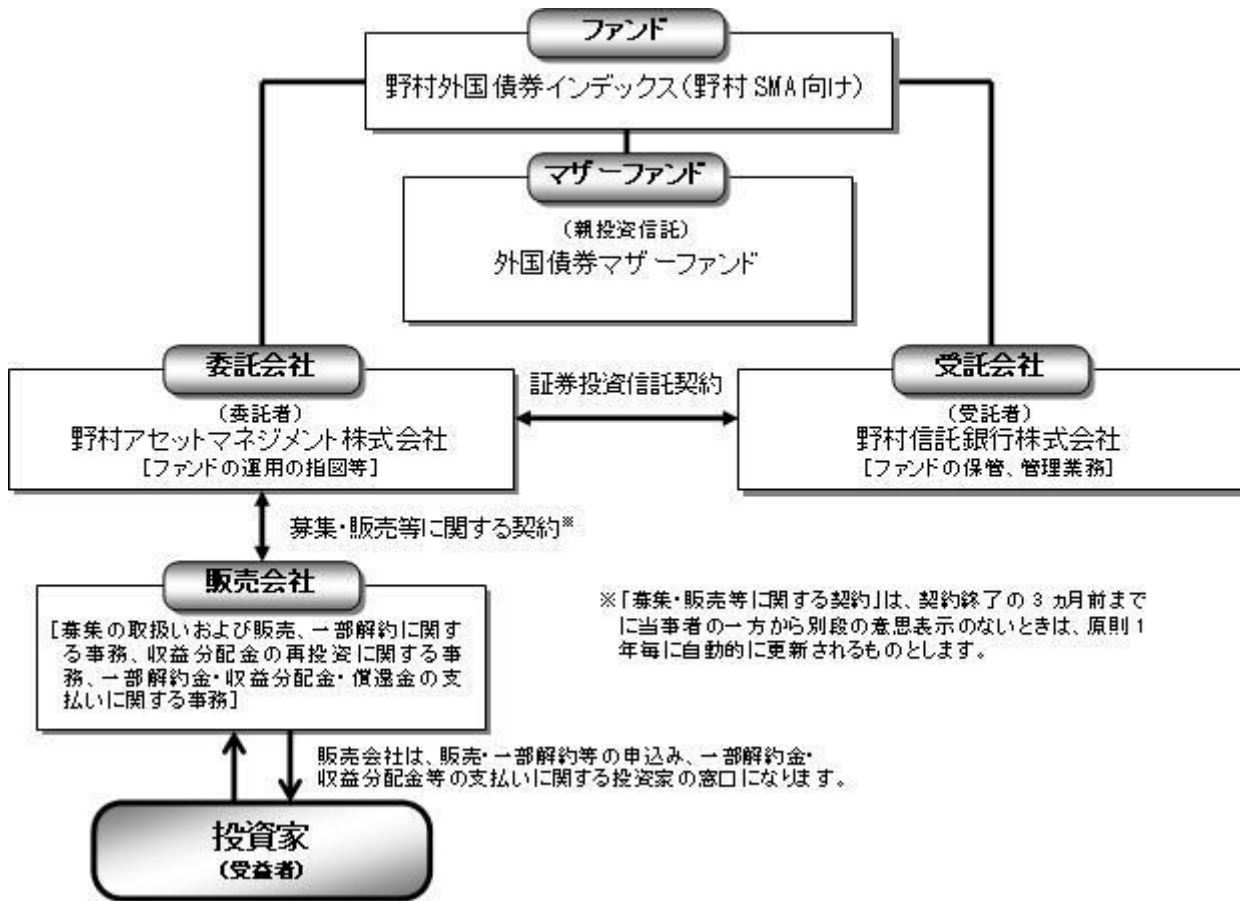 ファンド
野村外国債券インデックス(野村SMA向け)
マザーファンド
(親投資信託)
外国債券マザーファンド
委託会社
(委託者)
野村アセットマネジメント株式会社
[ファンドの運用の指図等]
証券投資信託契約
受託会社
(受託者)
野村信託銀行株式会社
[ファンドの保管、管理業務]
募集・販売等に関する契約※
販売会社
[募集の取扱いおよび販売、一部解約に関す
る事務、収益分配金の再投資に関する事
務、一部解約金・収益分配金・償還金の支
払いに関する事務]
※「募集・販売等に関する契約」は、契約終了の3ヵ月前まで
に当事者の一方から別段の意思表示のないときは、原則1
年毎に自動的に更新されるものとします。
販売会社は、販売・一部解約等の申込み、一部解約金・
収益分配金等の支払いに関する投資家の窓口になります。
投資家
(受益者)